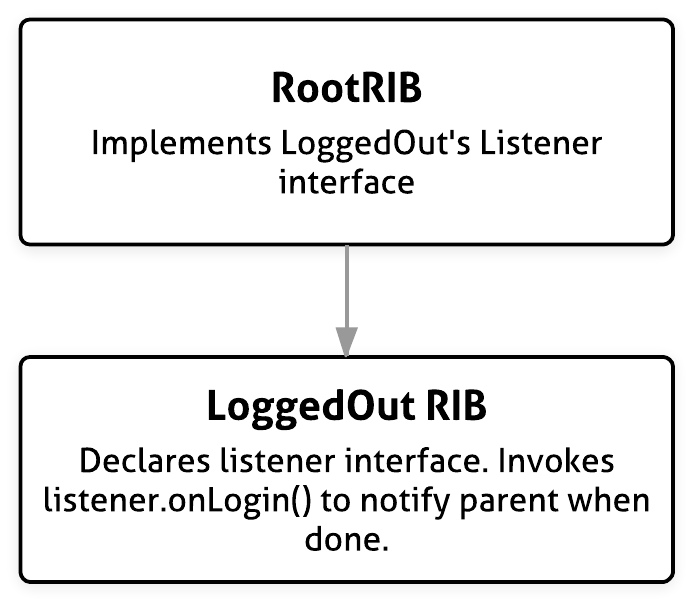 RootRIB
Implements LoggedOut's Listener
interface
LoggedOut RIB
Declares listener interface. Invokes
listener.onLogin() to notify parent when
done.